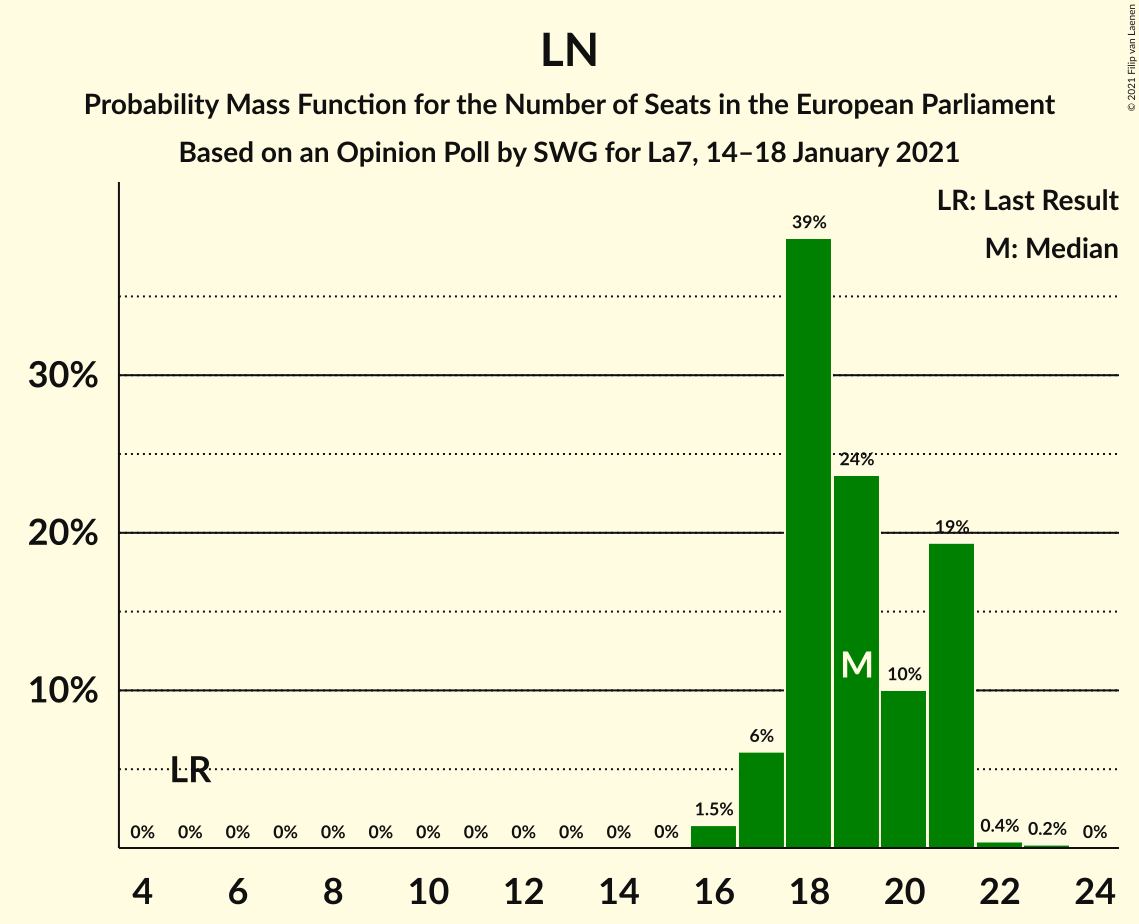 LN
Probability Mass Function for the Number of Seats in the European Parliament
Based on an Opinion Poll by SWG for La7, 14–18 January 2021
© 2021 Filip van Laenen
LR: Last Result
M: Median
39%
30%
24%
20%
19%
M
10%
10%
6%
LR
0% 0% 0% 0% 0% 0% 0% 0% 0% 0% 0% 0% 1.5% 0.4% 0.2% 0%
4 6 8 10 12 14 16 18 20 22 24